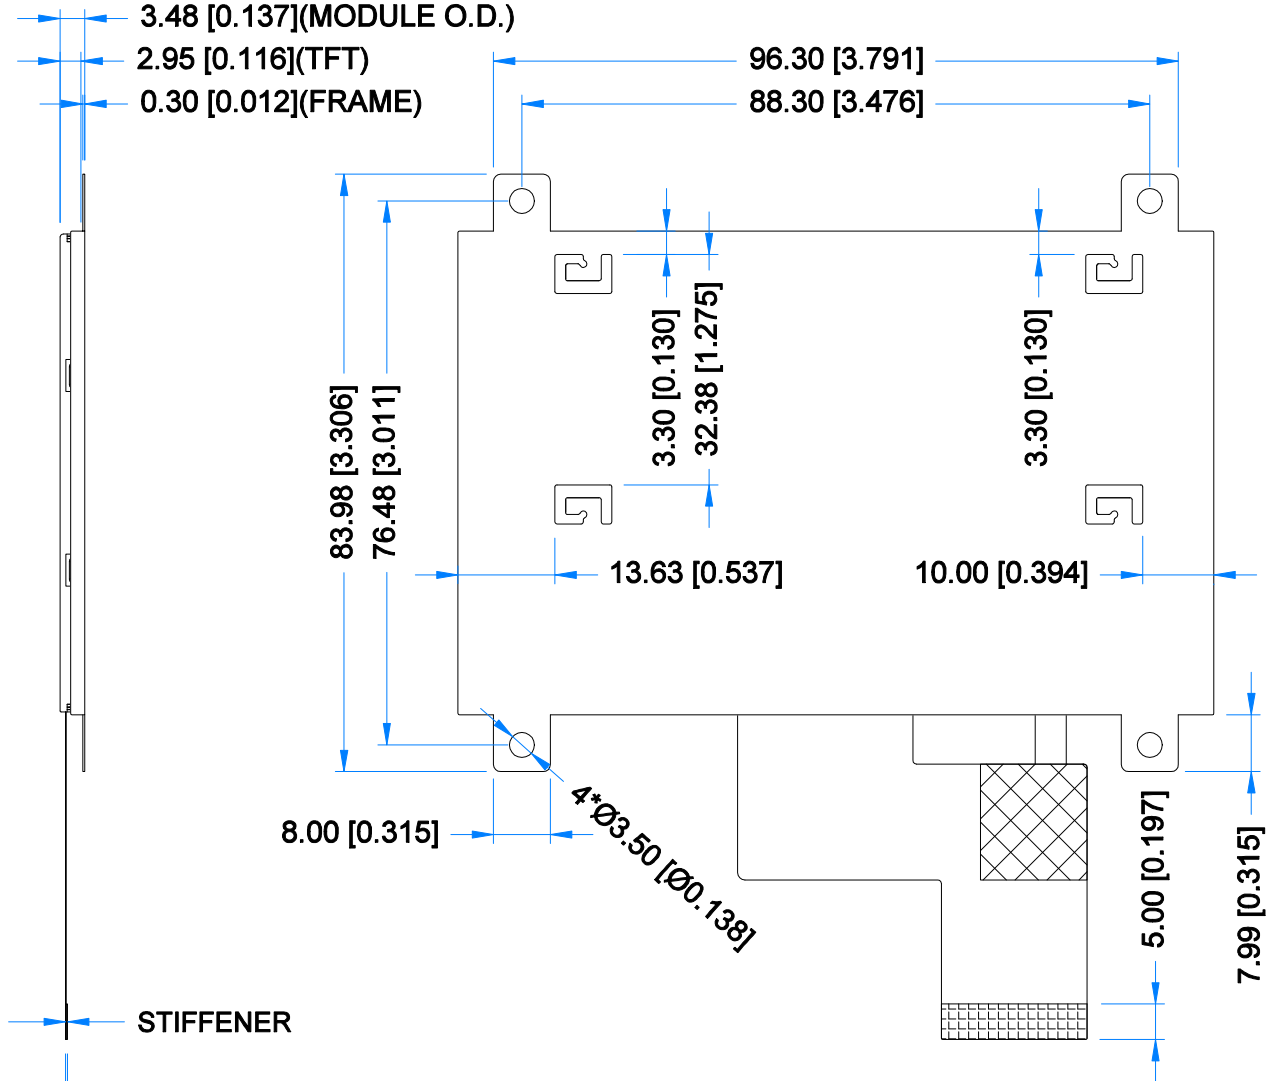 3.48 [0.137](MODULE O.D.)
2.95 [0.116](TFT)
0.30 [0.012](FRAME)
96.30 [3.791]
88.30 [3.476]
83.98 [3.306]
76.48 [3.011]
3.30 [0.130]
32.38 [1.275]
3.30 [0.130]
13.63 [0.537]
10.00 [0.394]
8.00 [0.315]
4*Ø3.50 [Ø0.138]
5.00 [0.197]
7.99 [0.315]
STIFFENER